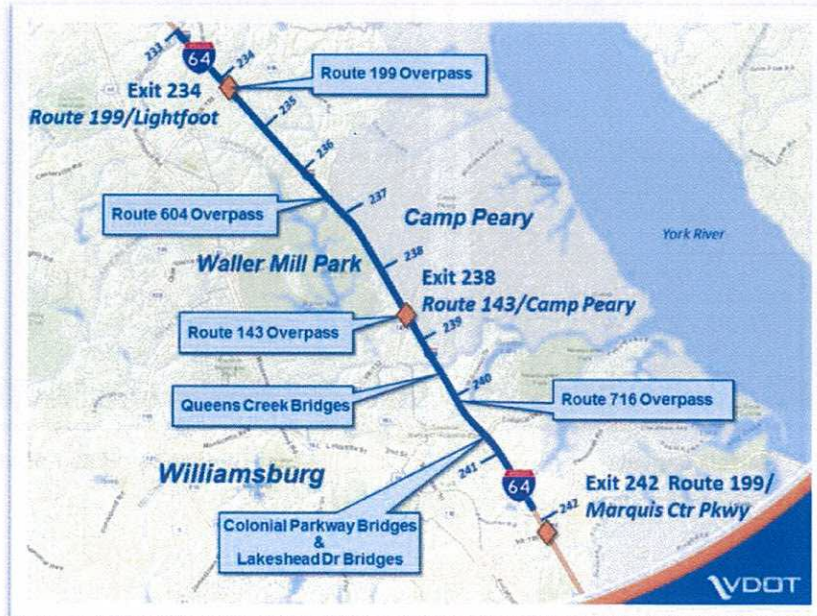 233
64
234
Route 199 Overpass
Exit 234
Route 199/Lightfoot
235
236
237
Route 604 Overpass
Camp Peary
York River
Waller Mill Park
238
Exit 238
Route 143/Camp Peary
Route 143 Overpass
239
Queens Creek Bridges
240
Route 716 Overpass
241
Williamsburg
64
Exit 242 Route 199/
Marquis Ctr Pkwy
242
Colonial Parkway Bridges
&
Lakeshead Dr Bridges
VDOT